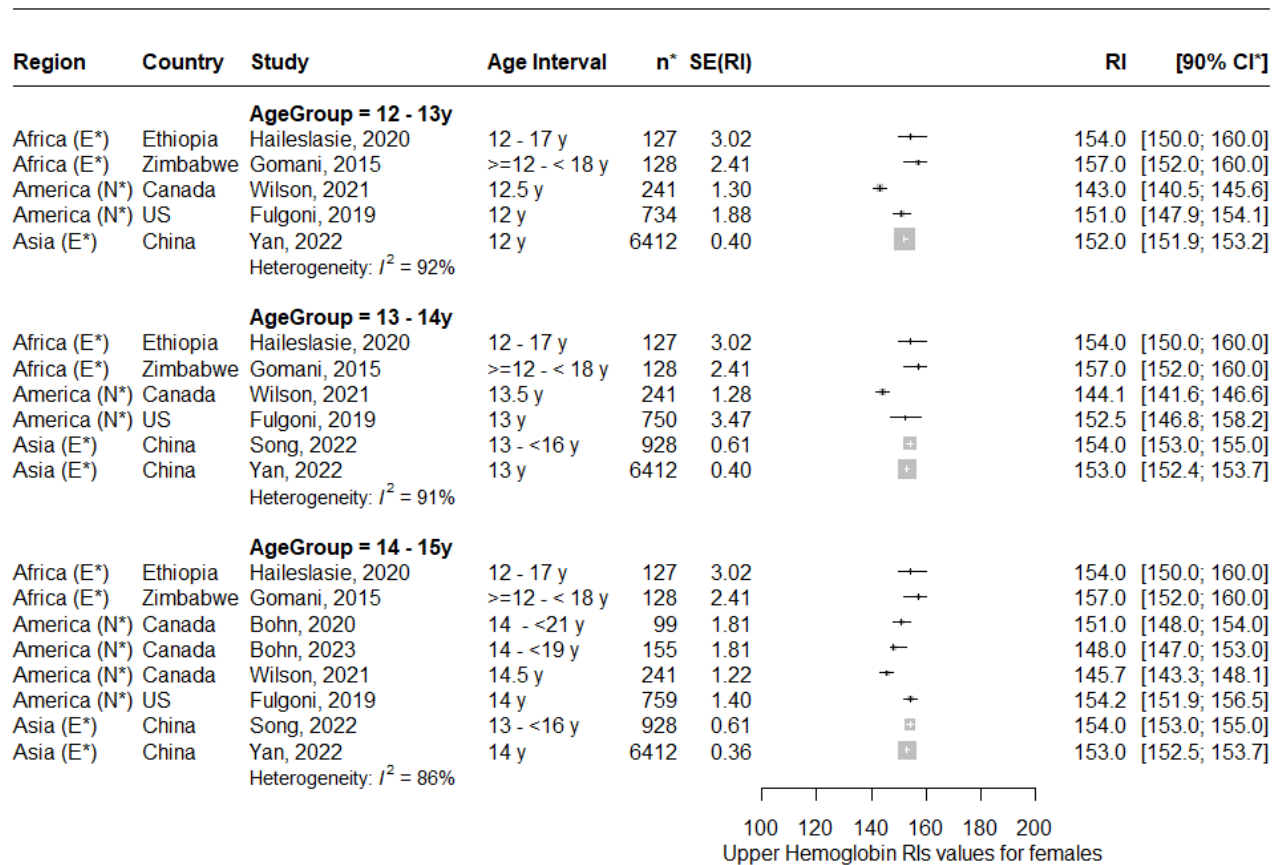 Region Country Study Age Interval n* SE(RI) RI [90% CI*]
AgeGroup = 12 - 13y
Africa (E*) Ethiopia Haileslasie, 2020 12 - 17 y 127 3.02 154.0 [150.0; 160.0]
Africa (E*) Zimbabwe Gomani, 2015 >=12 - < 18 y 128 2.41 157.0 [152.0; 160.0]
America (N*) Canada Wilson, 2021 12.5 y 241 1.30 143.0 [140.5; 145.6]
America (N*) US Fulgoni, 2019 12 y 734 1.88 151.0 [147.9; 154.1]
Asia (E*) China Yan, 2022 12 y 6412 0.40 152.0 [151.9; 153.2]
Heterogeneity: I² = 92%
AgeGroup = 13 - 14y
Africa (E*) Ethiopia Haileslasie, 2020 12 - 17 y 127 3.02 154.0 [150.0; 160.0]
Africa (E*) Zimbabwe Gomani, 2015 >=12 - < 18 y 128 2.41 157.0 [152.0; 160.0]
America (N*) Canada Wilson, 2021 13.5 y 241 1.28 144.1 [141.6; 146.6]
America (N*) US Fulgoni, 2019 13 y 750 3.47 152.5 [146.8; 158.2]
Asia (E*) China Song, 2022 13 - <16 y 928 0.61 154.0 [153.0; 155.0]
Asia (E*) China Yan, 2022 13 y 6412 0.40 153.0 [152.4; 153.7]
Heterogeneity: I² = 91%
AgeGroup = 14 - 15y
Africa (E*) Ethiopia Haileslasie, 2020 12 - 17 y 127 3.02 154.0 [150.0; 160.0]
Africa (E*) Zimbabwe Gomani, 2015 >=12 - < 18 y 128 2.41 157.0 [152.0; 160.0]
America (N*) Canada Bohn, 2020 14 - <21 y 99 1.81 151.0 [148.0; 154.0]
America (N*) Canada Bohn, 2023 14 - <19 y 155 1.81 148.0 [147.0; 153.0]
America (N*) Canada Wilson, 2021 14.5 y 241 1.22 145.7 [143.3; 148.1]
America (N*) US Fulgoni, 2019 14 y 759 1.40 154.2 [151.9; 156.5]
Asia (E*) China Song, 2022 13 - <16 y 928 0.61 154.0 [153.0; 155.0]
Asia (E*) China Yan, 2022 14 y 6412 0.36 153.0 [152.5; 153.7]
Heterogeneity: I² = 86%
100 120 140 160 180 200
Upper Hemoglobin RIs values for females